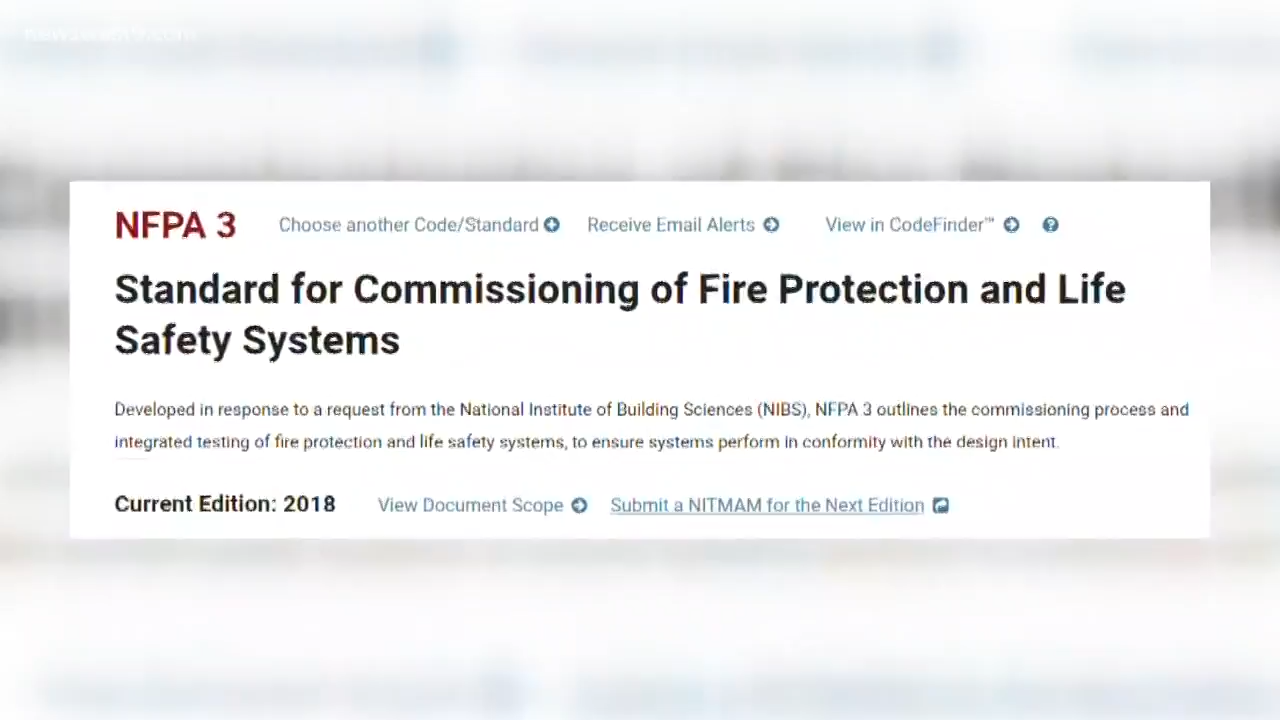 NFPA 3 Choose another Code/Standard Receive Email Alerts View in CodeFinder™
Standard for Commissioning of Fire Protection and Life
Safety Systems
Developed in response to a request from the National Institute of Building Sciences (NIBS), NFPA 3 outlines the commissioning process and
integrated testing of fire protection and life safety systems, to ensure systems perform in conformity with the design intent.
Current Edition: 2018 View Document Scope Submit a NITMAM for the Next Edition